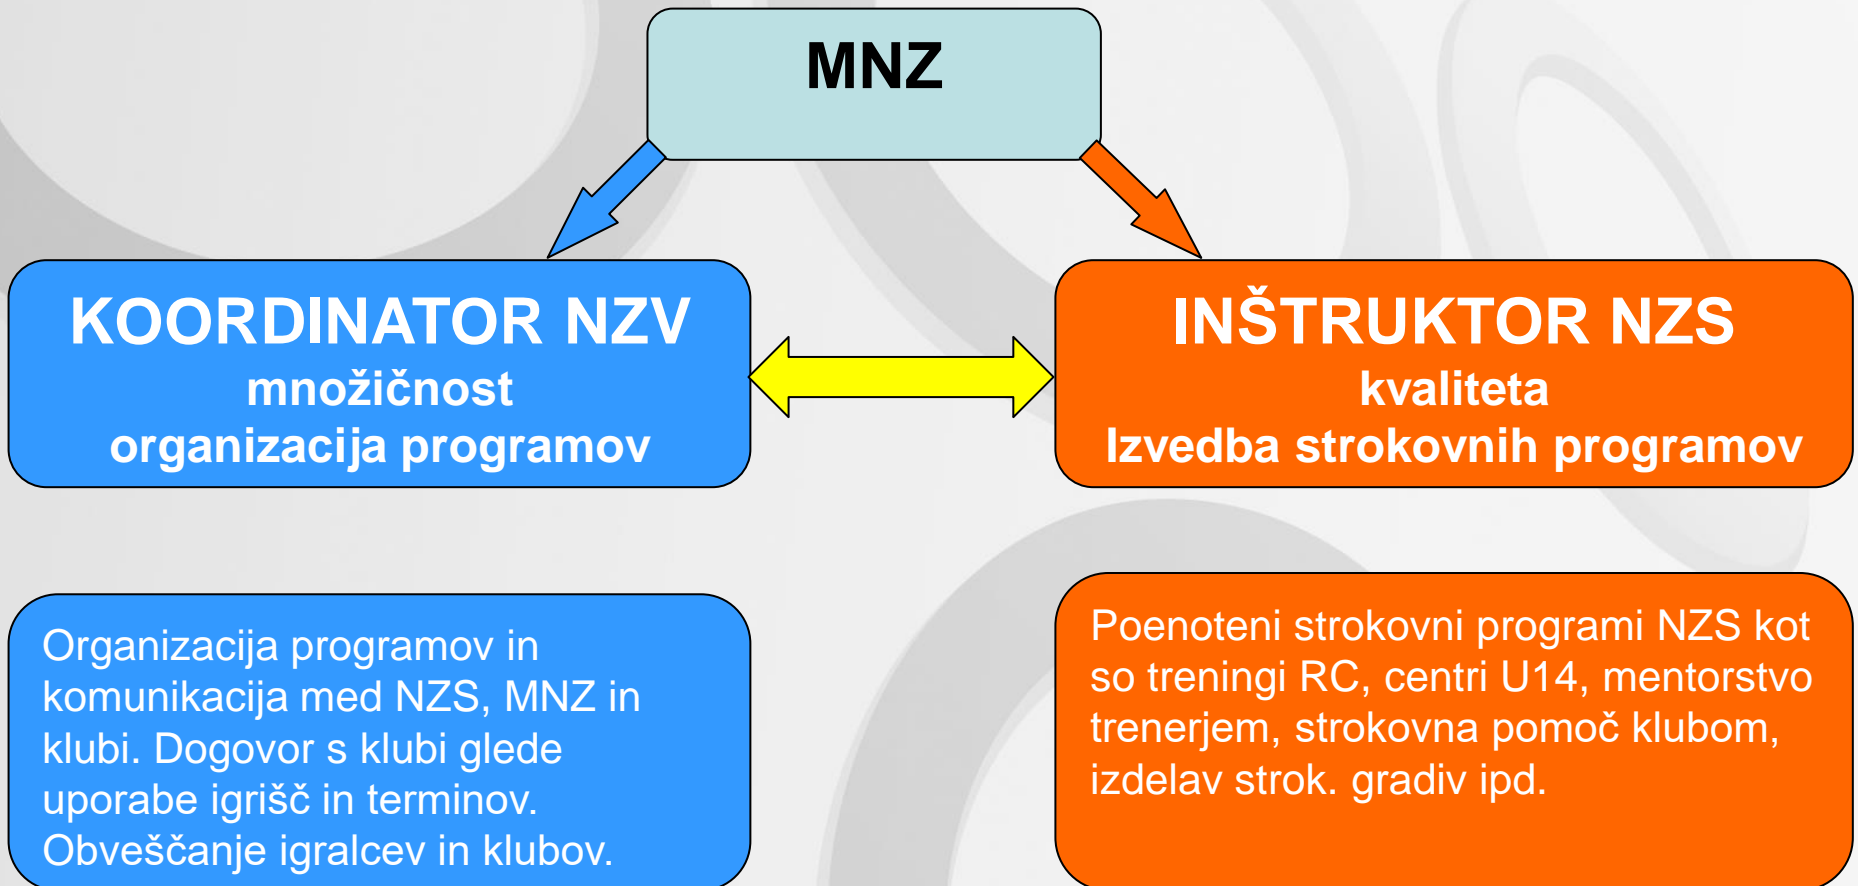 MNZ
KOORDINATOR NZV
množičnost
organizacija programov
INŠTRUKTOR NZS
kvaliteta
Izvedba strokovnih programov
Organizacija programov in
komunikacija med NZS, MNZ in
klubi. Dogovor s klubi glede
uporabe igrišč in terminov.
Obveščanje igralcev in klubov.
Poenoteni strokovni programi NZS kot
so treningi RC, centri U14, mentorstvo
trenerjem, strokovna pomoč klubom,
izdelav strok. gradiv ipd.